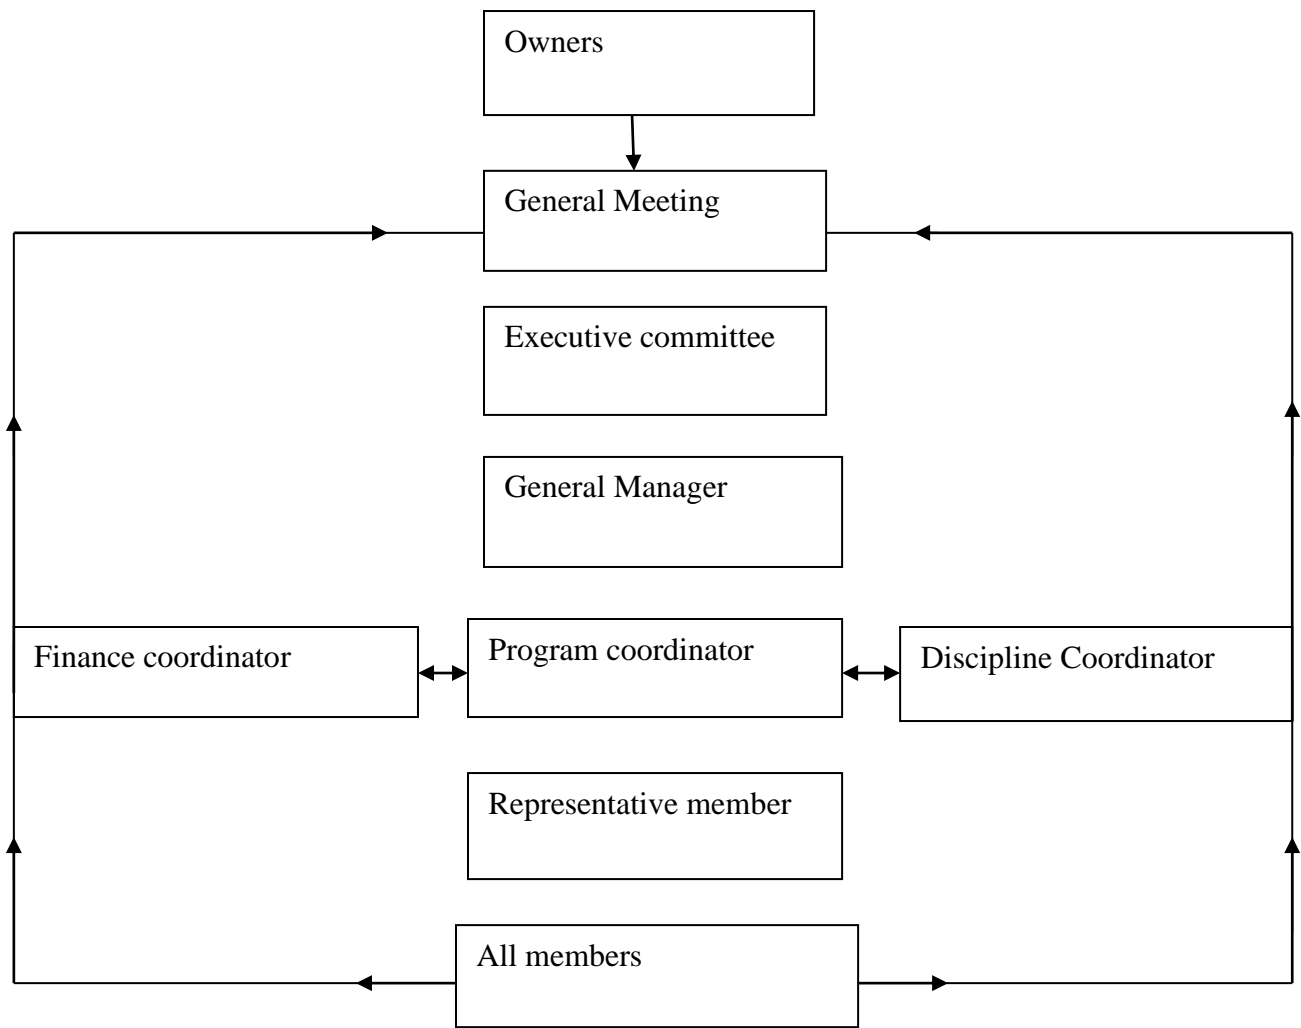 Owners
General Meeting
Executive committee
General Manager
Finance coordinator
Program coordinator
Discipline Coordinator
Representative member
All members